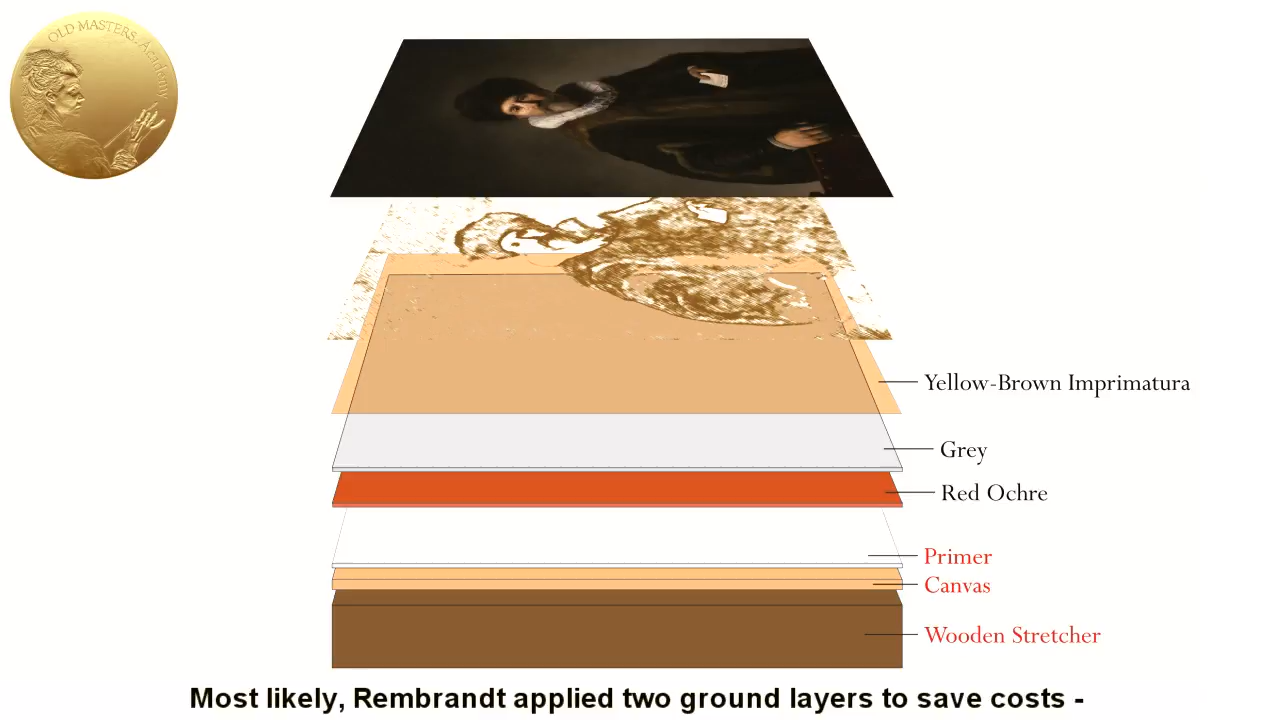 OLD MASTERS Academy
Yellow-Brown Imprimatura
Grey
Red Ochre
Primer
Canvas
Wooden Stretcher
Most likely, Rembrandt applied two ground layers to save costs -